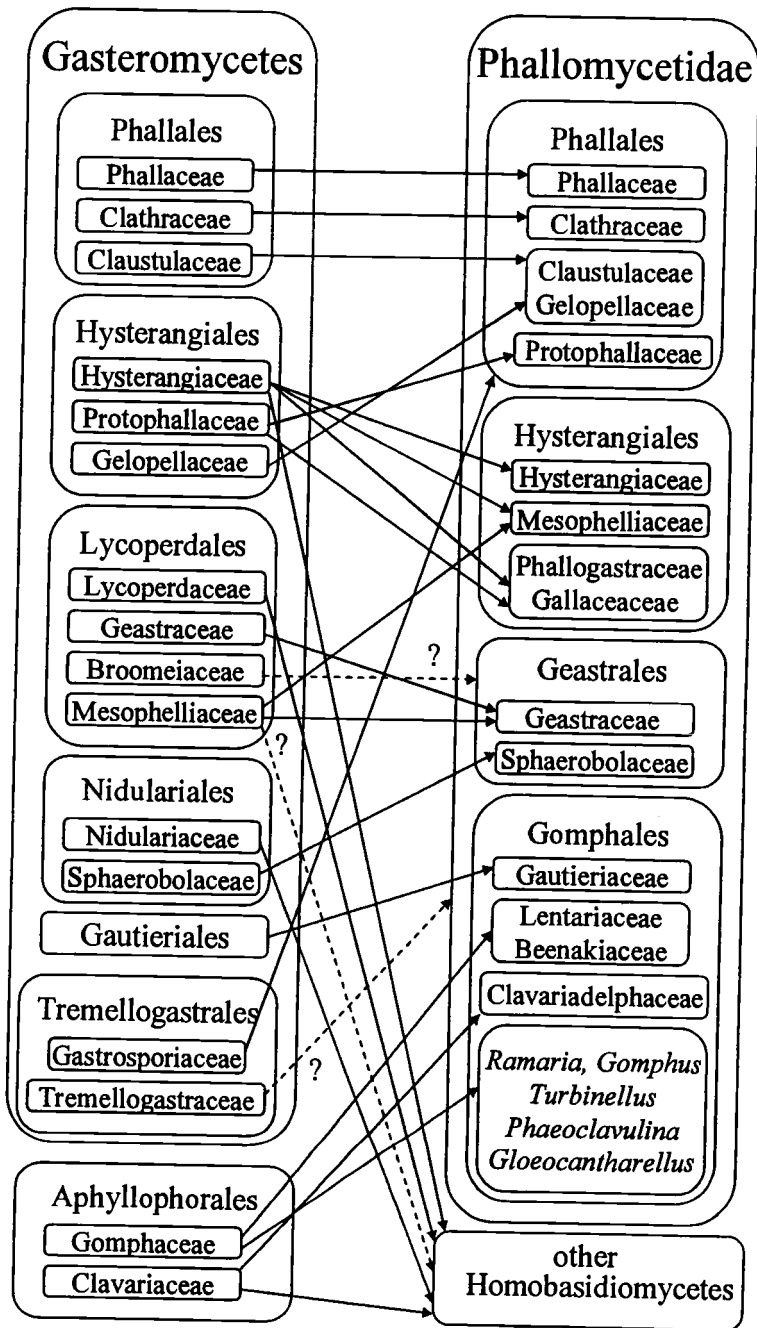 Gasteromycetes
Phallales
Phallaceae
Clathraceae
Claustulaceae
Hysterangiales
Hysterangiaceae
Protophallaceae
Gelopellaceae
Lycoperdales
Lycoperdaceae
Geastraceae
Broomeiaceae
Mesophelliaceae
Nidulariales
Nidulariaceae
Sphaerobolaceae
Gautieriales
Tremellogastrales
Gastrosporiaceae
Tremellogastraceae
Aphyllophorales
Gomphaceae
Clavariaceae
?
?
?
Phallomycetidae
Phallales
Phallaceae
Clathraceae
Claustulaceae
Gelopellaceae
Protophallaceae
Hysterangiales
Hysterangiaceae
Mesophelliaceae
Phallogastraceae
Gallaceaceae
Geastrales
Geastraceae
Sphaerobolaceae
Gomphales
Gautieriaceae
Lentariaceae
Beenakiaceae
Clavariadelphaceae
Ramaria, Gomphus
Turbinellus
Phaeoclavulina
Gloeocantharellus
other
Homobasidiomycetes